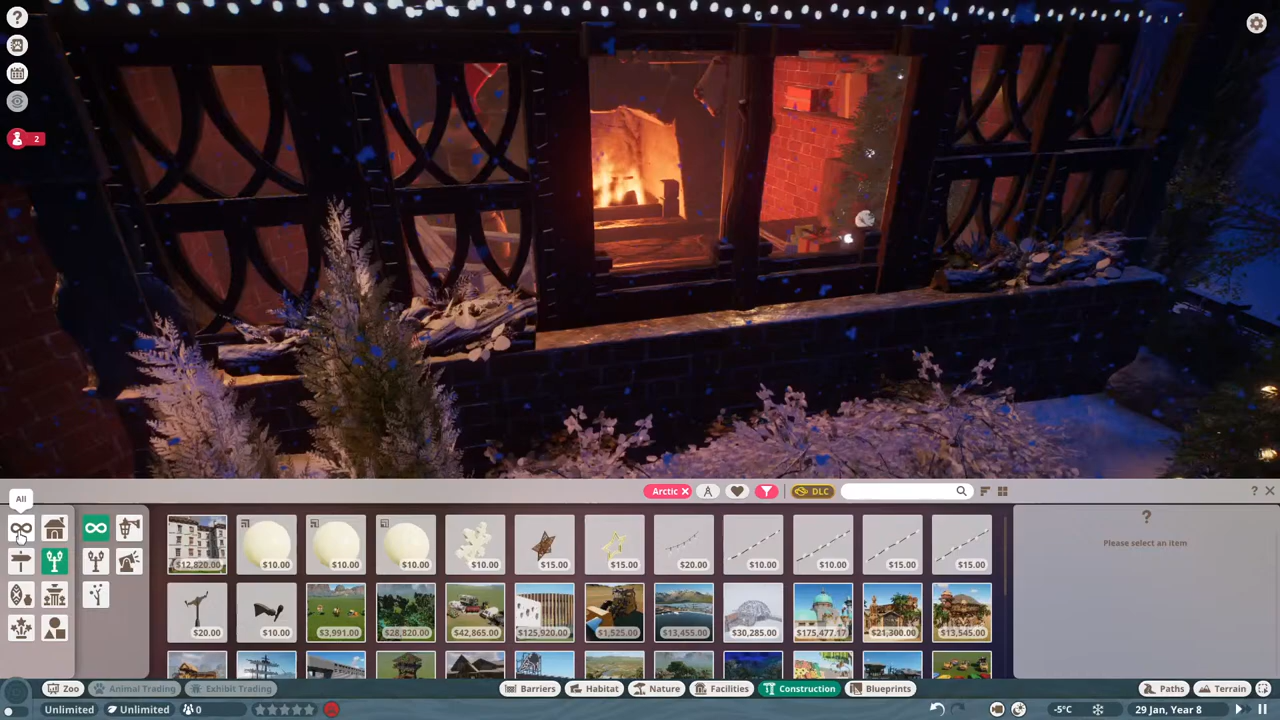 ?
2
All
Arctic
DLC
?
?
Please select an item
$12,820.00
$10.00
$10.00
$10.00
$10.00
$15.00
$15.00
$20.00
$10.00
$10.00
$15.00
$15.00
$20.00
$10.00
$3,991.00
$28,820.00
$42,865.00
$125,920.00
$1,525.00
$13,455.00
$30,285.00
$175,477.17
$21,300.00
$13,545.00
Zoo
Animal Trading
Exhibit Trading
Barriers
Habitat
Nature
Facilities
Construction
Blueprints
Paths
Terrain
Unlimited
Unlimited
0
-5°C
29 Jan, Year 8